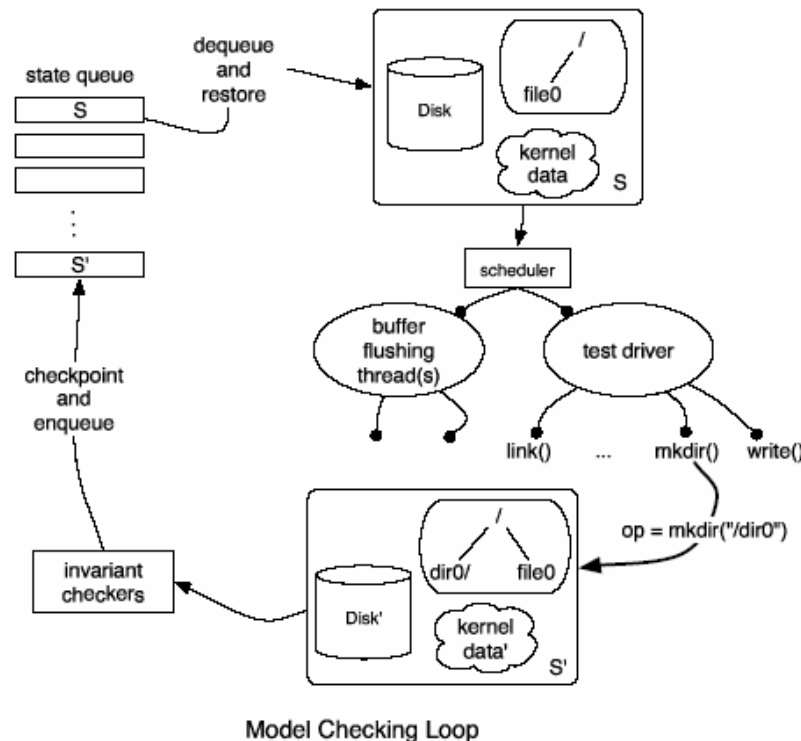 state queue
S
⋮
S'
dequeue
and
restore
Disk
/
file0
kernel
data
S
scheduler
buffer
flushing
thread(s)
test driver
link()
...
mkdir()
write()
op = mkdir("/dir0")
/
dir0/
file0
Disk'
kernel
data'
S'
invariant
checkers
checkpoint
and
enqueue
Model Checking Loop